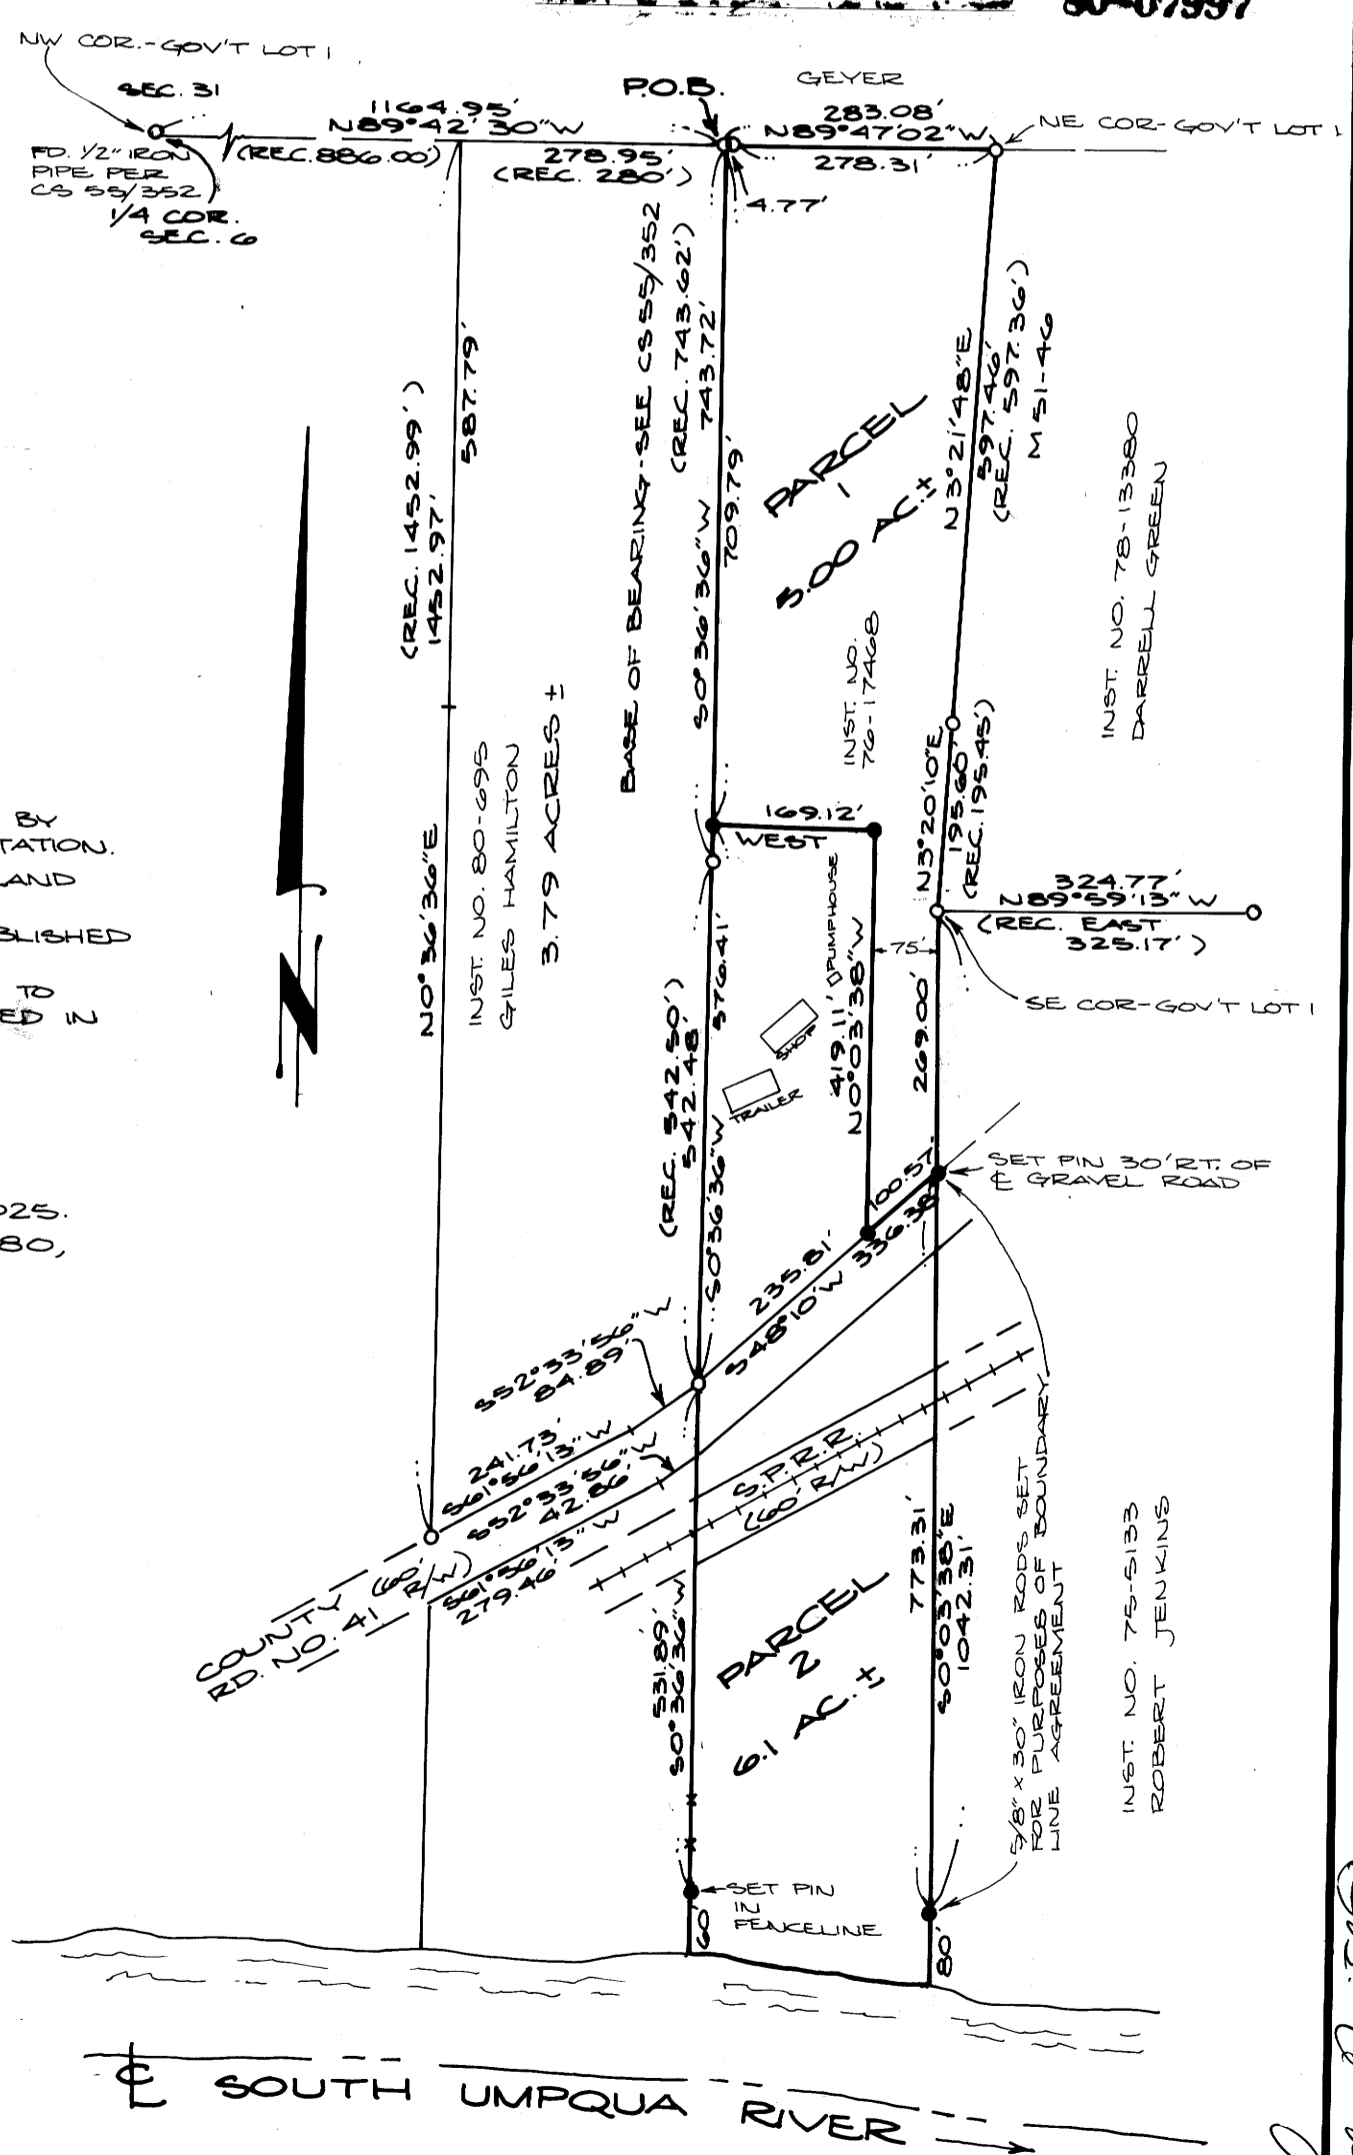 80-07997
NW COR.-GOV'T LOT 1
SEC. 31
1164.95'
N89°42'30"W
(REC. 886.00')
278.95'
(REC. 280')
P.O.B.
GEYER
283.08'
N89°47'02"W
278.31'
4.77'
NE COR-GOV'T LOT 1
FD. 1/2" IRON
PIPE PER
CS 55/352
1/4 COR.
SEC. 6
587.79'
(REC. 1452.99')
1452.97'
N0°36'36"E
INST. NO. 80-695
GILES HAMILTON
3.79 ACRES ±
BASE OF BEARING-SEE CS55/352
(REC. 743.62')
743.72'
S0°36'36"W
709.79'
PARCEL
1
5.00 AC.±
INST. NO.
76-17468
N3°21'48"E
597.46'
(REC. 597.36')
M51-46
INST. NO. 78-13380
DARRELL GREEN
BY
TATION.
AND
BLISHED
TO
ED IN
025.
80,
169.12'
WEST
N3°20'10"E
195.60'
(REC. 195.45')
324.77'
N89°59'13"W
(REC. EAST
325.17')
SE COR-GOV'T LOT 1
75'
PUMPHOUSE
419.11'
N0°03'38"W
269.00'
SHOP
TRAILER
576.41'
(REC. 542.50')
542.48'
S0°36'36"W
100.57'
SET PIN 30' RT. OF
℄ GRAVEL ROAD
235.81'
S48°10'W 336.38'
S52°33'56"W
84.89'
241.73'
S61°56'13"W
S52°33'56"W
42.86'
S61°56'13"W
279.46'
COUNTY (60'
RD. NO. 41 R/W)
S.P.R.R.
(60' R/W)
531.89'
S0°36'36"W
PARCEL
2
6.1 AC.±
773.31'
S0°03'38"E
1042.31'
5/8" x 30" IRON RODS SET
FOR PURPOSES OF BOUNDARY
LINE AGREEMENT
INST. NO. 75-5133
ROBERT JENKINS
SET PIN
IN
FENCELINE
60'
80'
℄ SOUTH UMPQUA RIVER